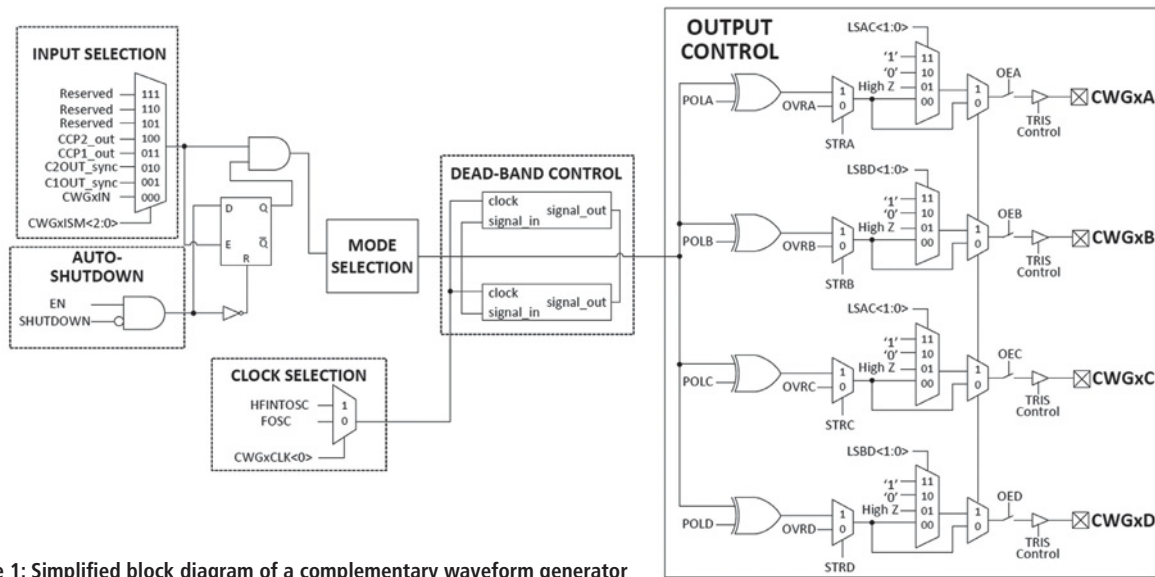 INPUT SELECTION
Reserved 111
Reserved 110
Reserved 101
CCP2_out 100
CCP1_out 011
C2OUT_sync 010
C1OUT_sync 001
CWGxIN 000
CWGxISM<2:0>
AUTO-
SHUTDOWN
EN
SHUTDOWN
D Q
E Q
R
MODE
SELECTION
CLOCK SELECTION
HFINTOSC 1
FOSC 0
CWGxCLK<0>
DEAD-BAND CONTROL
clock
signal_out
signal_in
clock
signal_out
signal_in
OUTPUT
CONTROL
LSAC<1:0>
'1' 11
'0' 10
High Z 01
00
POLA
OVRA
1
0
STRA
1
0
OEA
TRIS
Control
CWGxA
LSBD<1:0>
'1' 11
'0' 10
High Z 01
00
POLB
OVRB
1
0
STRB
1
0
OEB
TRIS
Control
CWGxB
LSAC<1:0>
'1' 11
'0' 10
High Z 01
00
POLC
OVRC
1
0
STRC
1
0
OEC
TRIS
Control
CWGxC
LSBD<1:0>
'1' 11
'0' 10
High Z 01
00
POLD
OVRD
1
0
STRD
1
0
OED
TRIS
Control
CWGxD
e 1: Simplified block diagram of a complementary waveform generator